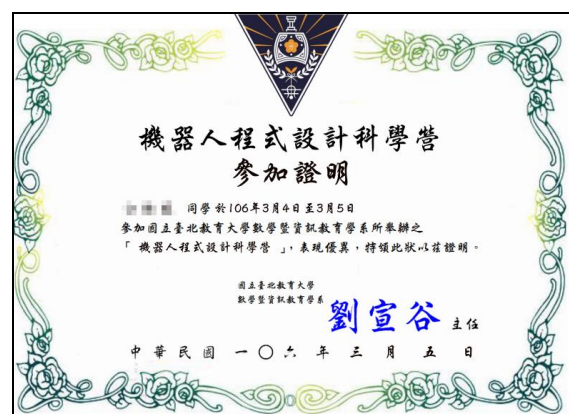 機器人程式設計科學營
參加證明
同學於106年3月4日至3月5日
參加國立臺北教育大學數學暨資訊教育學系所舉辦之
「 機器人程式設計科學營 」，表現優異，特頒此狀以茲證明。
國立臺北教育大學
數學暨資訊教育學系
劉宣谷 主任
中華民國一〇六年三月五日